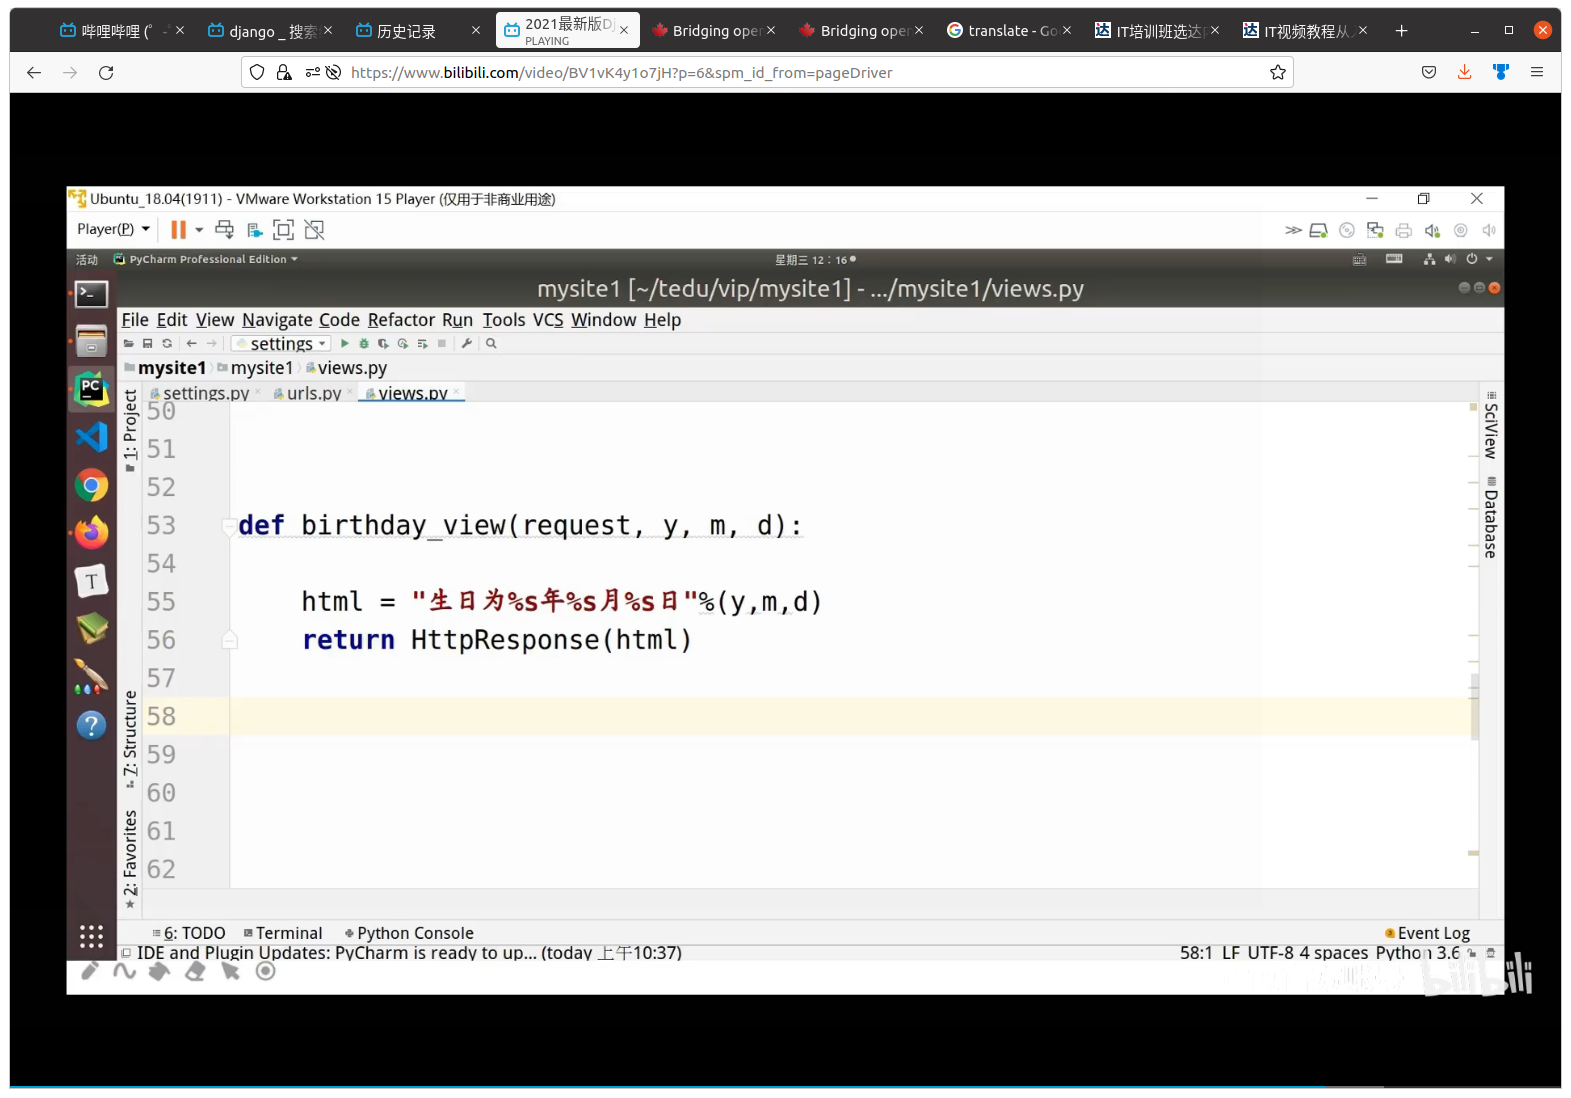 哔哩哔哩 (
django _ 搜索
历史记录
2021最新版Dj
PLAYING
Bridging oper
Bridging oper
translate - Go
IT培训班选达
IT视频教程从
https://www.bilibili.com/video/BV1vK4y1o7jH?p=6&spm_id_from=pageDriver
Ubuntu_18.04(1911) - VMware Workstation 15 Player (仅用于非商业用途)
Player(P)
活动 PyCharm Professional Edition 星期三 12：16
mysite1 [~/tedu/vip/mysite1] - .../mysite1/views.py
File Edit View Navigate Code Refactor Run Tools VCS Window Help
settings
mysite1 mysite1 views.py
settings.py urls.py views.py
1: Project
7: Structure
2: Favorites
SciView
Database
50
51
52
53 def birthday_view(request, y, m, d):
54
55 html = "生日为%s年%s月%s日"%(y,m,d)
56 return HttpResponse(html)
57
58
59
60
61
62
6: TODO Terminal Python Console Event Log
IDE and Plugin Updates: PyCharm is ready to up... (today 上午10:37) 58:1 LF UTF-8 4 spaces Python 3.6
bilibili